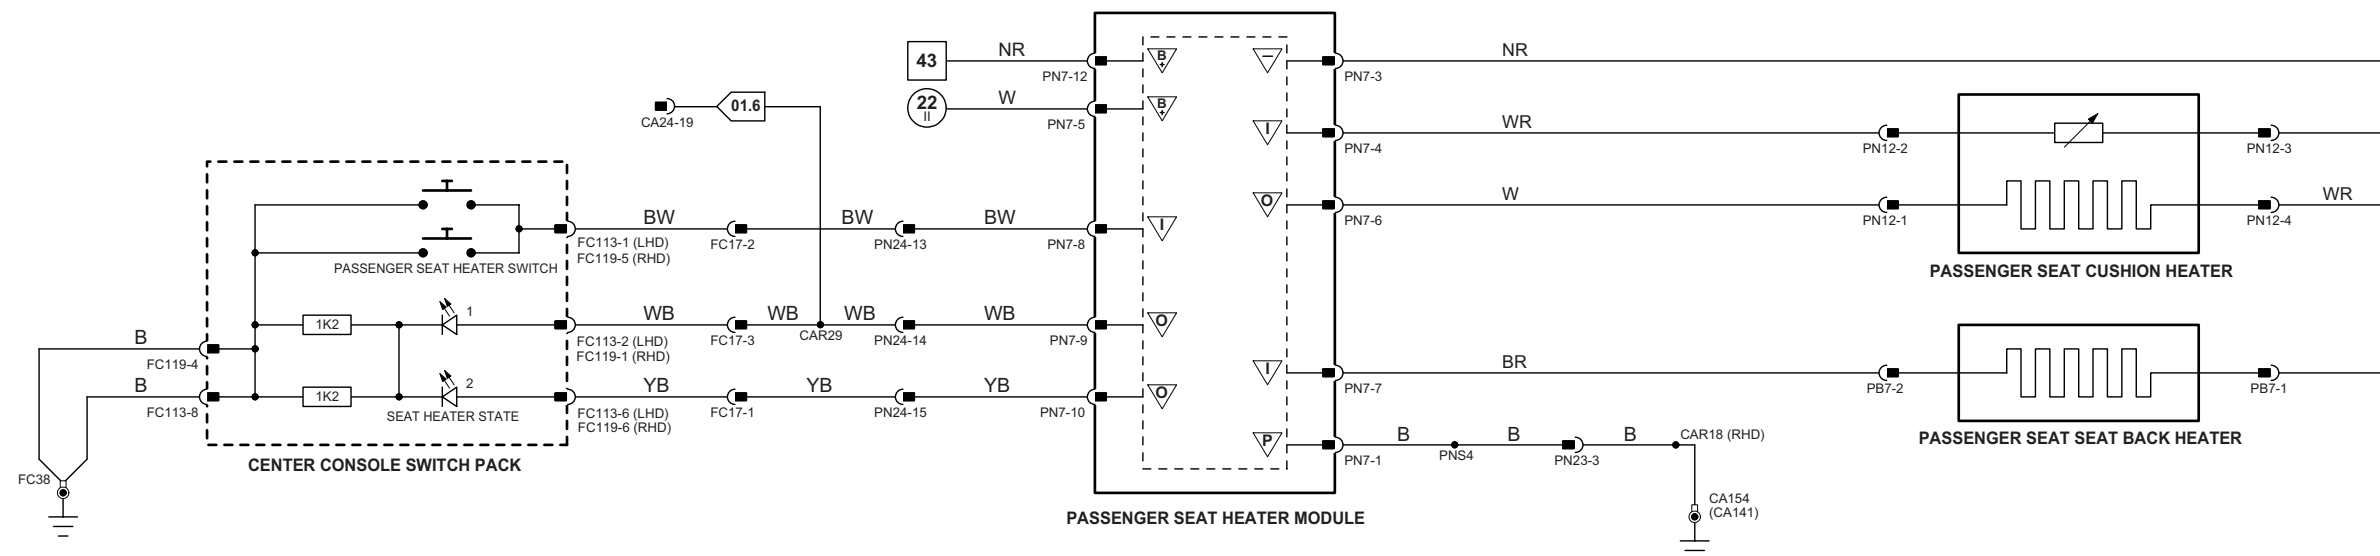 43
NR
PN7-12
B
+
–
NR
PN7-3
CA24-19
01.6
22
II
W
PN7-5
B
+
I
WR
PN7-4
PN12-2
PN12-3
O
W
PN7-6
PN12-1
PN12-4
WR
PASSENGER SEAT CUSHION HEATER
PASSENGER SEAT HEATER SWITCH
BW
FC113-1 (LHD)
FC119-5 (RHD)
FC17-2
BW
PN24-13
BW
PN7-8
I
1K2
1
WB
FC113-2 (LHD)
FC119-1 (RHD)
FC17-3
WB
CAR29
WB
PN24-14
WB
PN7-9
O
B
FC119-4
B
FC113-8
1K2
2
SEAT HEATER STATE
YB
FC113-6 (LHD)
FC119-6 (RHD)
FC17-1
YB
PN24-15
YB
PN7-10
O
I
BR
PN7-7
PB7-2
PB7-1
PASSENGER SEAT SEAT BACK HEATER
P
B
PN7-1
PNS4
B
PN23-3
B
CAR18 (RHD)
CA154
(CA141)
FC38
CENTER CONSOLE SWITCH PACK
PASSENGER SEAT HEATER MODULE